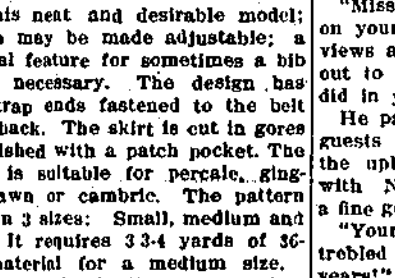 his neat and desirable model;
may be made adjustable; a
al feature for sometimes a bib
necessary. The design has
trap ends fastened to the belt
back. The skirt is cut in gores
ished with a patch pocket. The
is suitable for percale, ging-
awn or cambric. The pattern
n 3 sizes: Small, medium and
It requires 3 3-4 yards of 36-
aterial for a medium size.
"Miss
on your
views a
out to
did in
He pa
guests
the upl
with N
a fine g
"Your
trebled
years!"